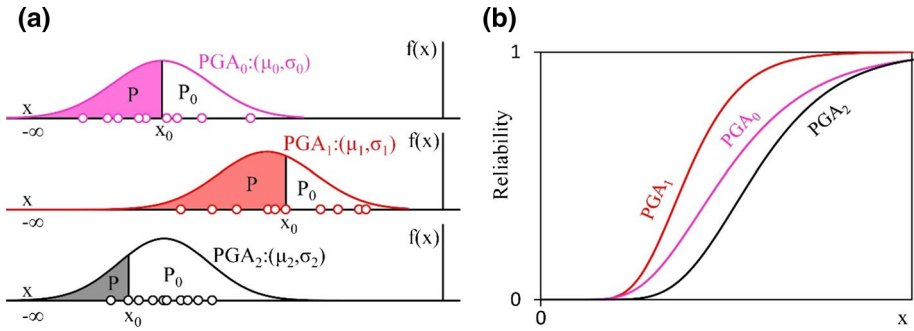 (a)
f(x)
PGA₀:(μ₀,σ₀)
P P₀
x
-∞ x₀
f(x)
PGA₁:(μ₁,σ₁)
P P₀
x
-∞ x₀
f(x)
PGA₂:(μ₂,σ₂)
P P₀
x
-∞ x₀
(b)
1
Reliability
PGA₁
PGA₀
PGA₂
0
0 x